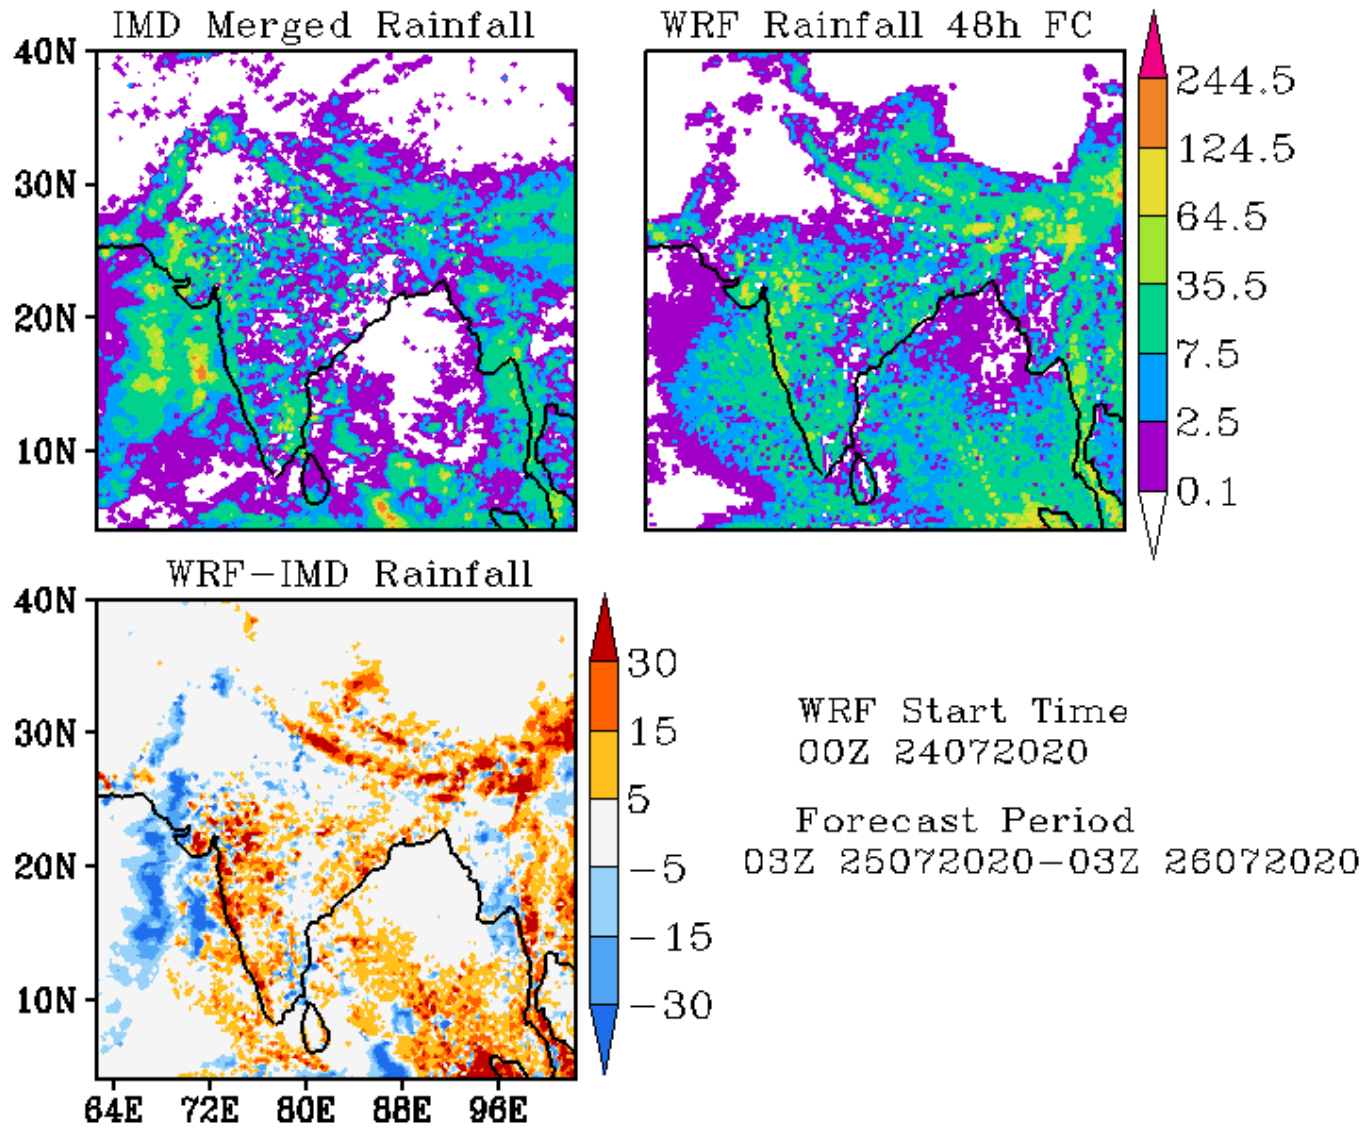 IMD Merged Rainfall
WRF Rainfall 48h FC
40N
30N
20N
10N
244.5
124.5
64.5
35.5
7.5
2.5
0.1
WRF-IMD Rainfall
40N
30N
20N
10N
64E 72E 80E 88E 96E
30
15
5
-5
-15
-30
WRF Start Time
00Z 24072020
Forecast Period
03Z 25072020-03Z 26072020